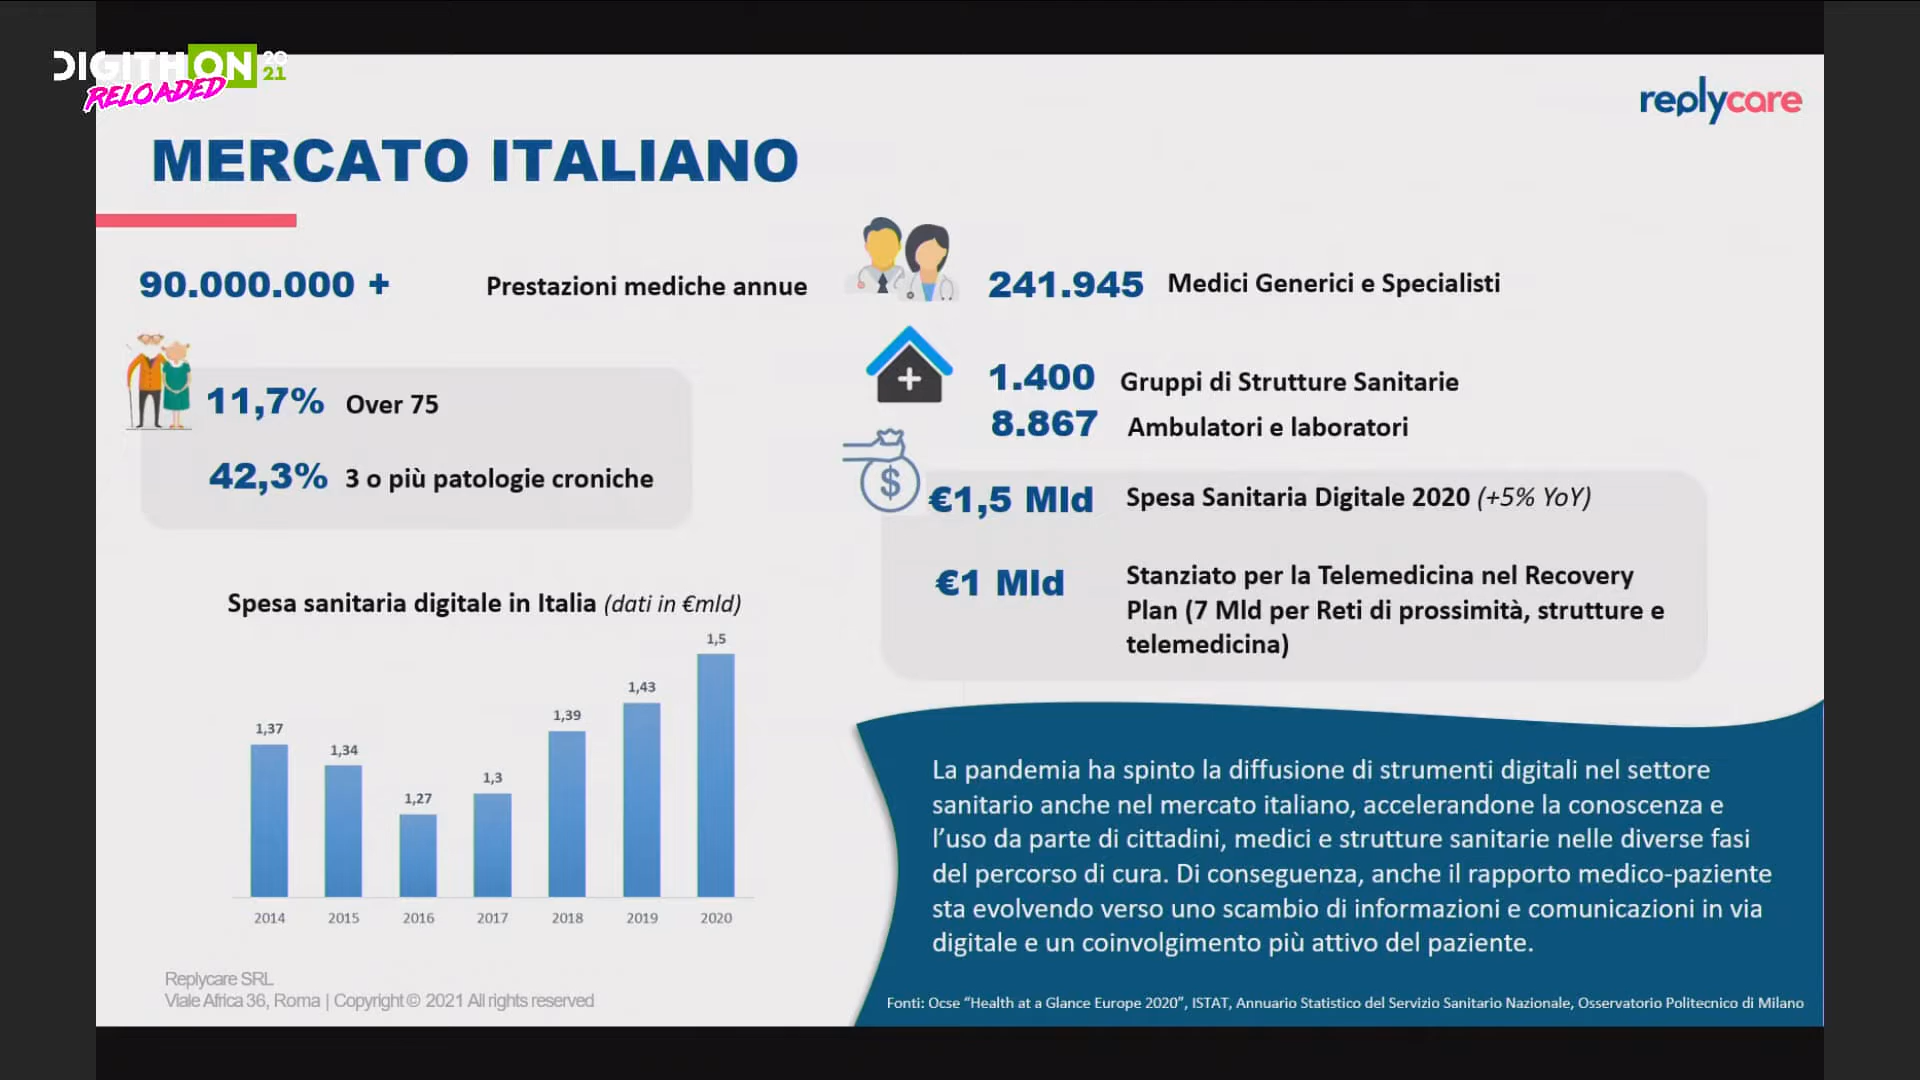 DIGITHON 20
21
RELOADED
replycare
MERCATO ITALIANO
90.000.000 + Prestazioni mediche annue
11,7% Over 75
42,3% 3 o più patologie croniche
241.945 Medici Generici e Specialisti
1.400 Gruppi di Strutture Sanitarie
8.867 Ambulatori e laboratori
$
€1,5 Mld Spesa Sanitaria Digitale 2020 (+5% YoY)
€1 Mld Stanziato per la Telemedicina nel Recovery
Plan (7 Mld per Reti di prossimità, strutture e
telemedicina)
Spesa sanitaria digitale in Italia (dati in €mld)
1,37
1,34
1,27
1,3
1,39
1,43
1,5
2014 2015 2016 2017 2018 2019 2020
La pandemia ha spinto la diffusione di strumenti digitali nel settore
sanitario anche nel mercato italiano, accelerandone la conoscenza e
l’uso da parte di cittadini, medici e strutture sanitarie nelle diverse fasi
del percorso di cura. Di conseguenza, anche il rapporto medico-paziente
sta evolvendo verso uno scambio di informazioni e comunicazioni in via
digitale e un coinvolgimento più attivo del paziente.
Replycare SRL
Viale Africa 36, Roma | Copyright © 2021 All rights reserved
Fonti: Ocse “Health at a Glance Europe 2020”, ISTAT, Annuario Statistico del Servizio Sanitario Nazionale, Osservatorio Politecnico di Milano